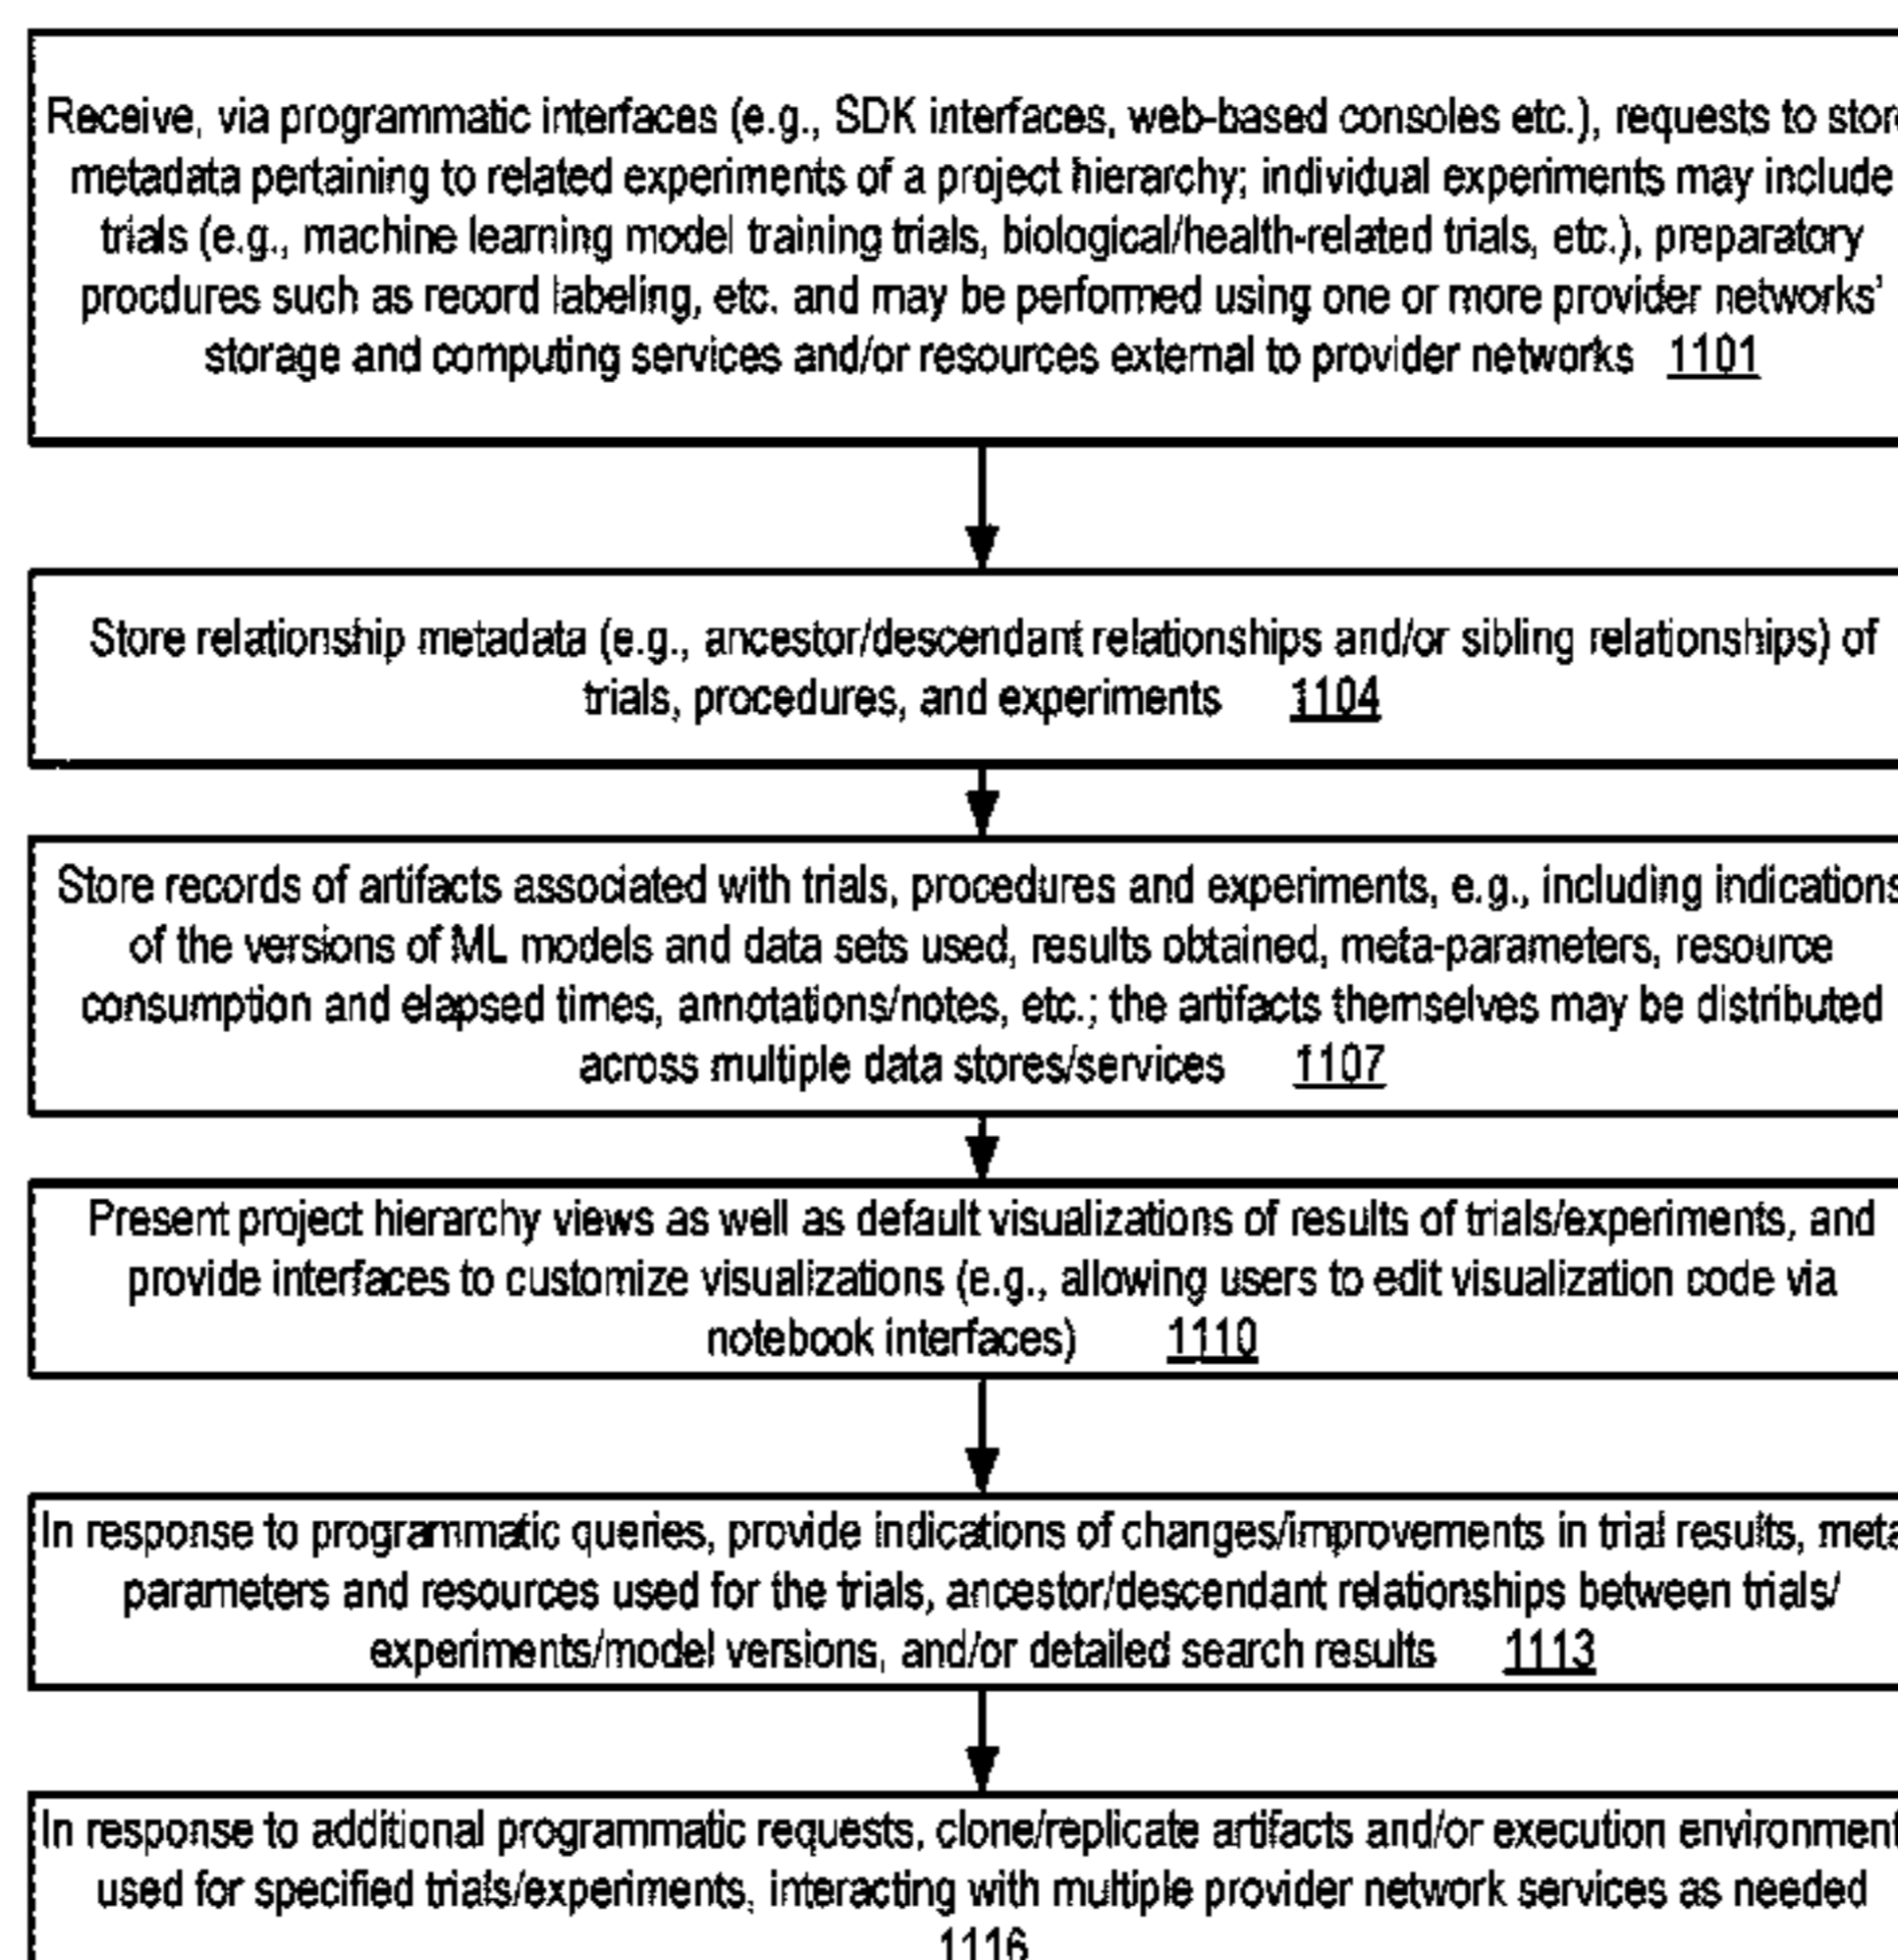 Receive, via programmatic interfaces (e.g., SDK interfaces, web-based consoles etc.), requests to store
metadata pertaining to related experiments of a project hierarchy; individual experiments may include
trials (e.g., machine learning model training trials, biological/health-related trials, etc.), preparatory
procdures such as record labeling, etc. and may be performed using one or more provider networks'
storage and computing services and/or resources external to provider networks 1101
Store relationship metadata (e.g., ancestor/descendant relationships and/or sibling relationships) of
trials, procedures, and experiments 1104
Store records of artifacts associated with trials, procedures and experiments, e.g., including indications
of the versions of ML models and data sets used, results obtained, meta-parameters, resource
consumption and elapsed times, annotations/notes, etc.; the artifacts themselves may be distributed
across multiple data stores/services 1107
Present project hierarchy views as well as default visualizations of results of trials/experiments, and
provide interfaces to customize visualizations (e.g., allowing users to edit visualization code via
notebook interfaces) 1110
In response to programmatic queries, provide indications of changes/improvements in trial results, meta
parameters and resources used for the trials, ancestor/descendant relationships between trials/
experiments/model versions, and/or detailed search results 1113
In response to additional programmatic requests, clone/replicate artifacts and/or execution environment
used for specified trials/experiments, interacting with multiple provider network services as needed
1116